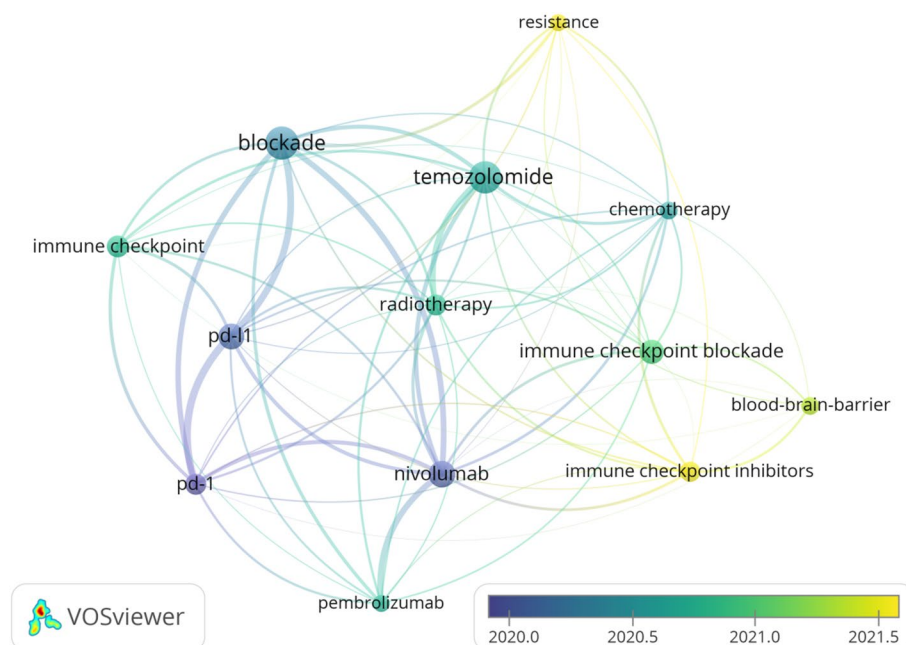 resistance
blockade
temozolomide
chemotherapy
immune checkpoint
radiotherapy
pd-l1
immune checkpoint blockade
blood-brain-barrier
immune checkpoint inhibitors
nivolumab
pd-1
pembrolizumab
VOSviewer
2020.0 2020.5 2021.0 2021.5